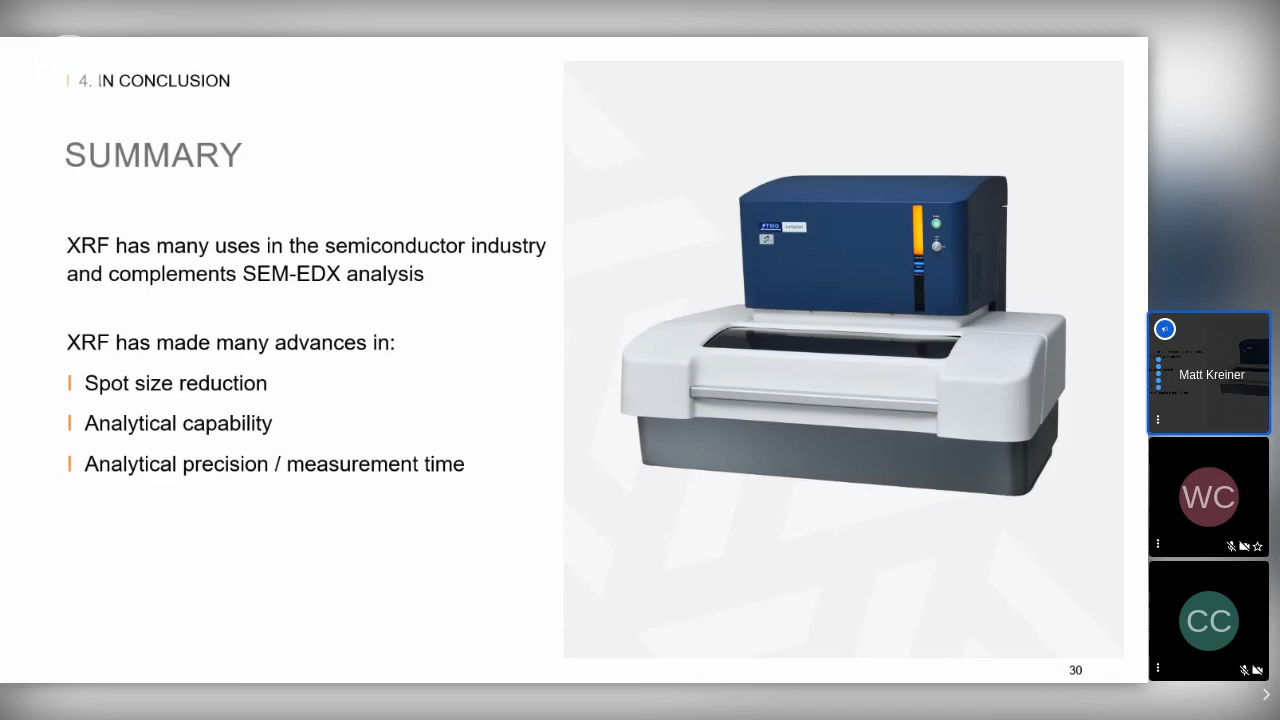 4. IN CONCLUSION
SUMMARY
XRF has many uses in the semiconductor industry
and complements SEM-EDX analysis
XRF has made many advances in:
Spot size reduction
Analytical capability
Analytical precision / measurement time
FT160
30
Matt Kreiner
WC
CC